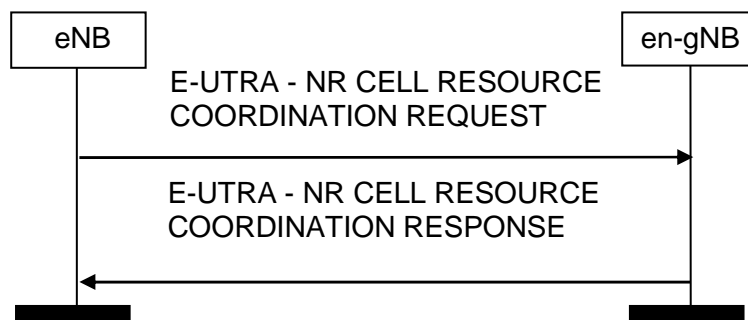 eNB
en-gNB
E-UTRA - NR CELL RESOURCE
COORDINATION REQUEST
E-UTRA - NR CELL RESOURCE
COORDINATION RESPONSE